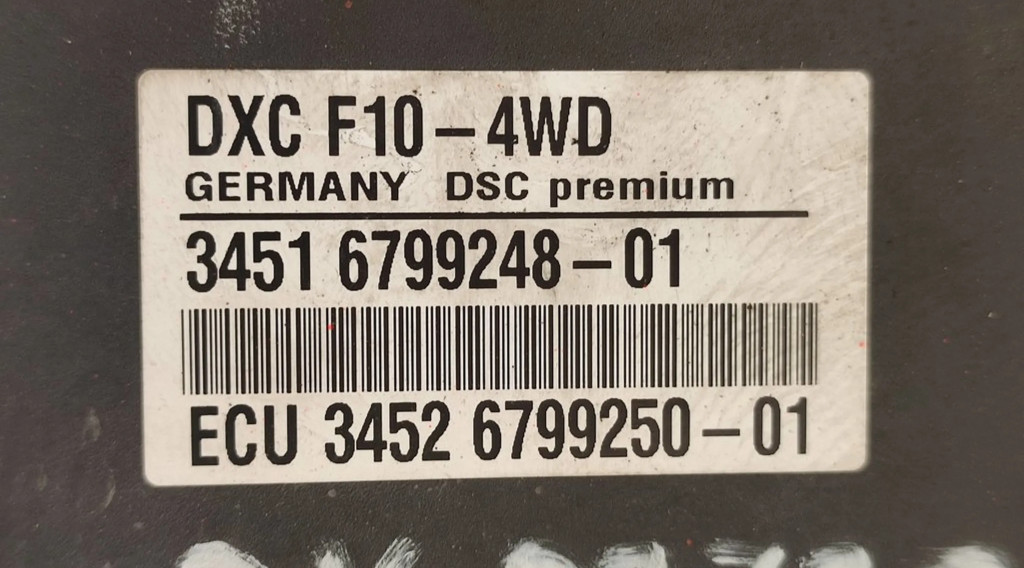 DXC F10-4WD
GERMANY DSC premium
3451 6799248-01
ECU 3452 6799250-01